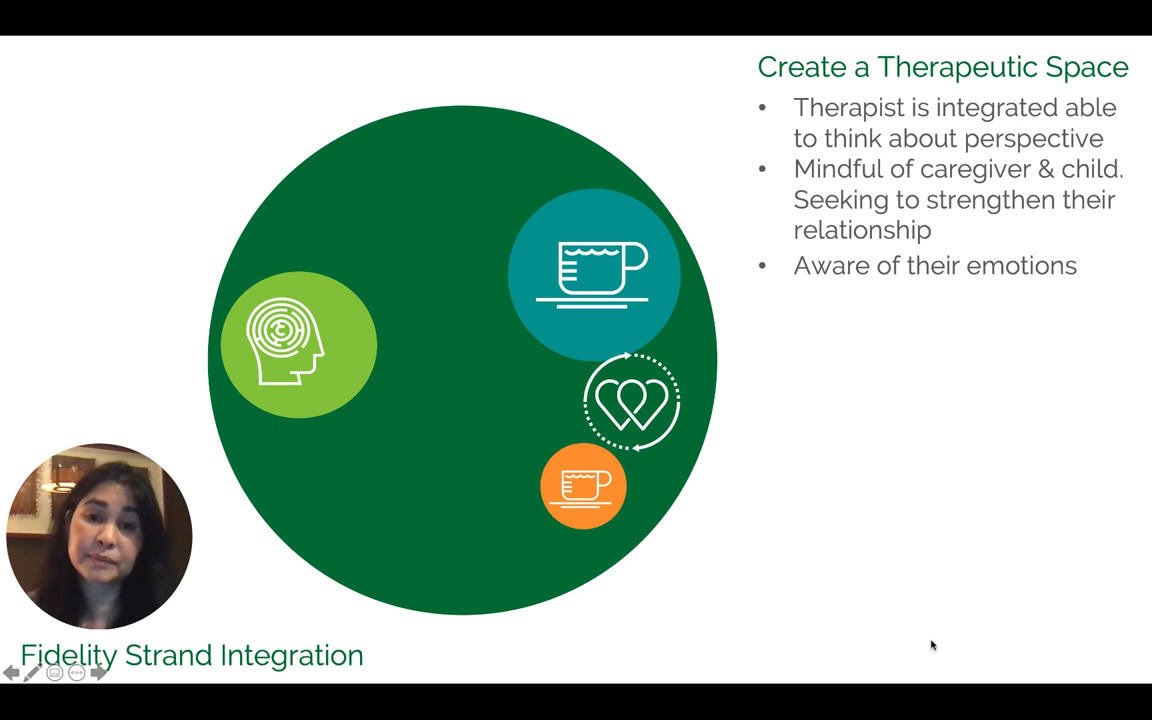 Create a Therapeutic Space
• Therapist is integrated able
to think about perspective
• Mindful of caregiver & child.
Seeking to strengthen their
relationship
• Aware of their emotions
Fidelity Strand Integration